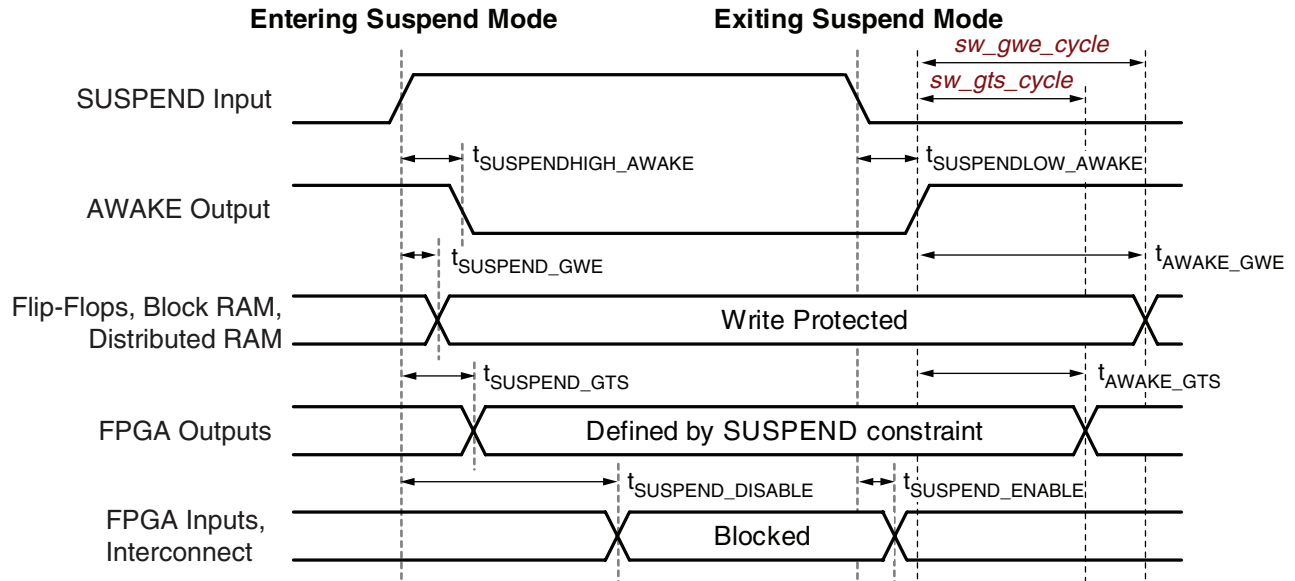 Entering Suspend Mode
Exiting Suspend Mode
sw_gwe_cycle
sw_gts_cycle
SUSPEND Input
tSUSPENDHIGH_AWAKE
tSUSPENDLOW_AWAKE
AWAKE Output
tSUSPEND_GWE
tAWAKE_GWE
Flip-Flops, Block RAM,
Distributed RAM
Write Protected
tSUSPEND_GTS
tAWAKE_GTS
FPGA Outputs
Defined by SUSPEND constraint
tSUSPEND_DISABLE
tSUSPEND_ENABLE
FPGA Inputs,
Interconnect
Blocked